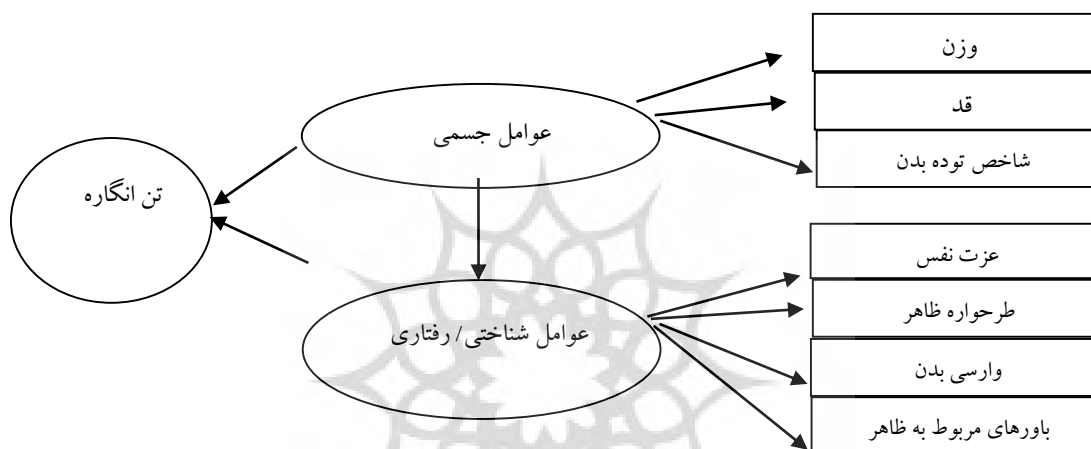 وزن
قد
شاخص توده بدن
عوامل جسمی
تن انگاره
عزت نفس
طرحواره ظاهر
وارسی بدن
باورهای مربوط به ظاهر
عوامل شناختی/ رفتاری